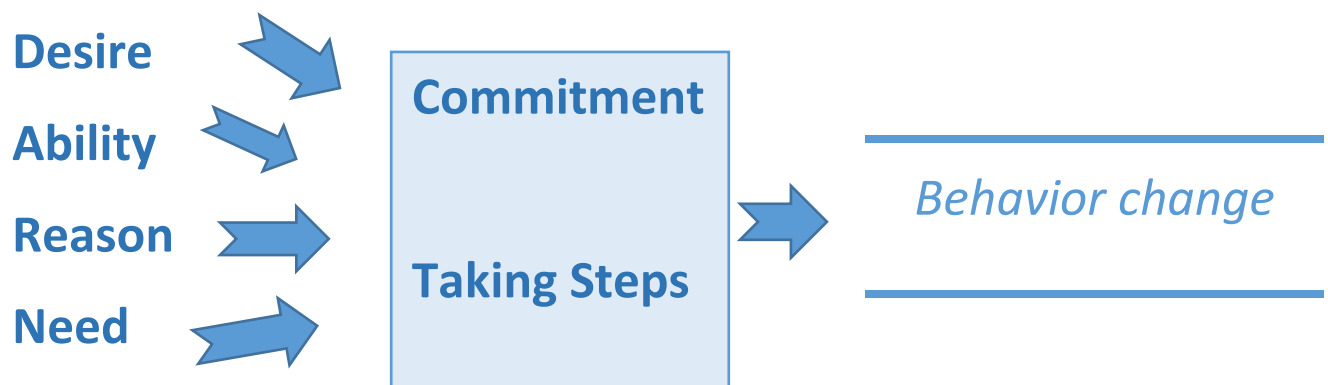 Desire
Ability
Reason
Need
Commitment
Taking Steps
Behavior change